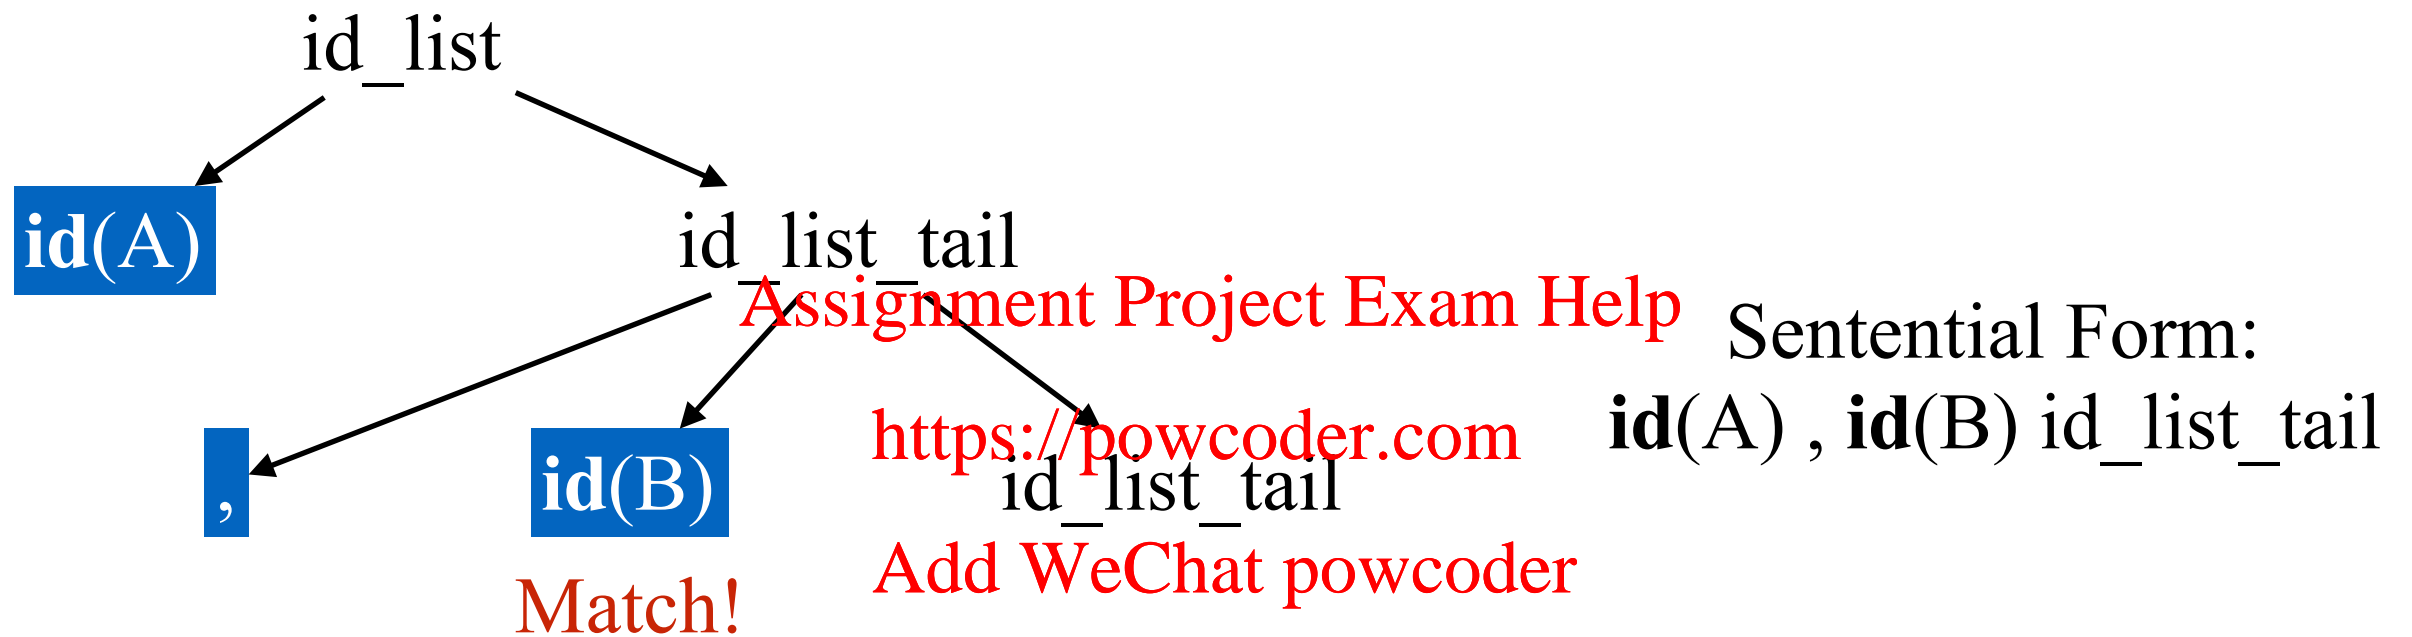 id_list
id(A)
id_list_tail
Assignment Project Exam Help
Sentential Form:
id(A) , id(B) id_list_tail
https://powcoder.com
,
id(B)
id_list_tail
Add WeChat powcoder
Match!